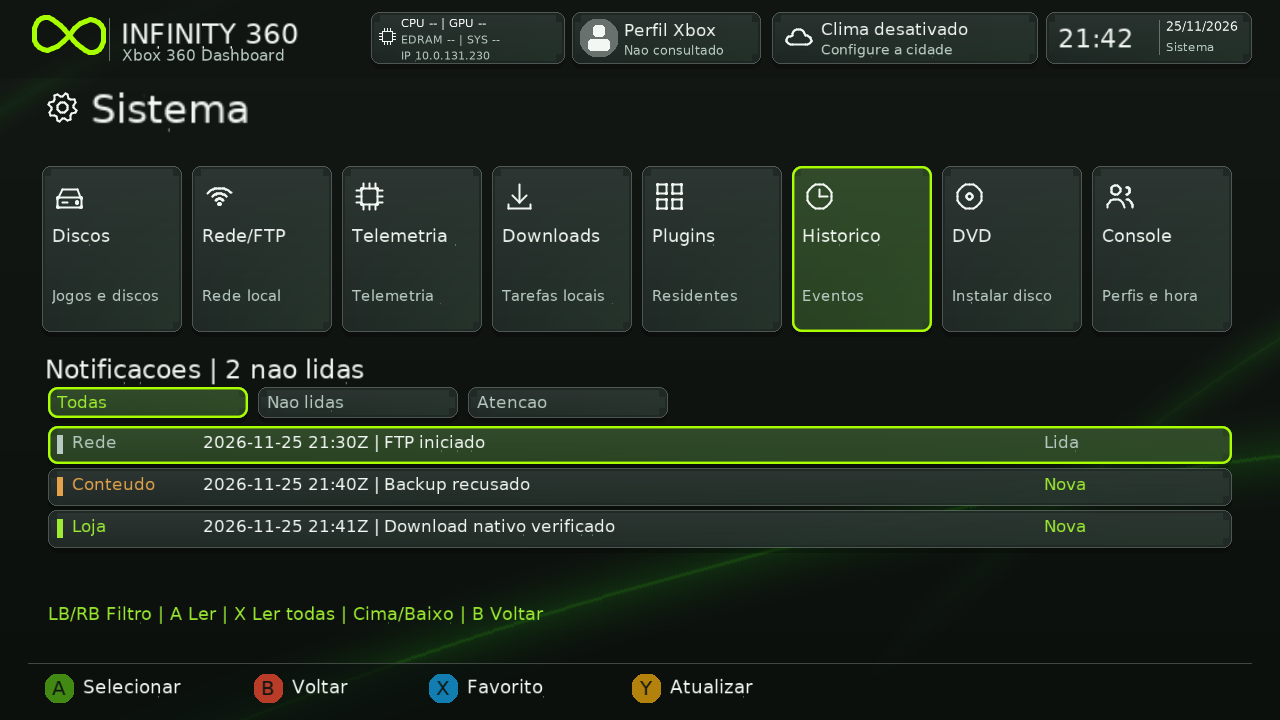 INFINITY 360
Xbox 360 Dashboard
CPU -- | GPU --
EDRAM -- | SYS --
IP 10.0.131.230
Perfil Xbox
Nao consultado
Clima desativado
Configure a cidade
21:42
25/11/2026
Sistema
Sistema
Discos
Rede/FTP
Telemetria
Downloads
Plugins
Historico
DVD
Console
Jogos e discos
Rede local
Telemetria
Tarefas locais
Residentes
Eventos
Instalar disco
Perfis e hora
Notificacoes | 2 nao lidas
Todas
Nao lidas
Atencao
Rede 2026-11-25 21:30Z | FTP iniciado Lida
Conteudo 2026-11-25 21:40Z | Backup recusado Nova
Loja 2026-11-25 21:41Z | Download nativo verificado Nova
LB/RB Filtro | A Ler | X Ler todas | Cima/Baixo | B Voltar
A Selecionar
B Voltar
X Favorito
Y Atualizar